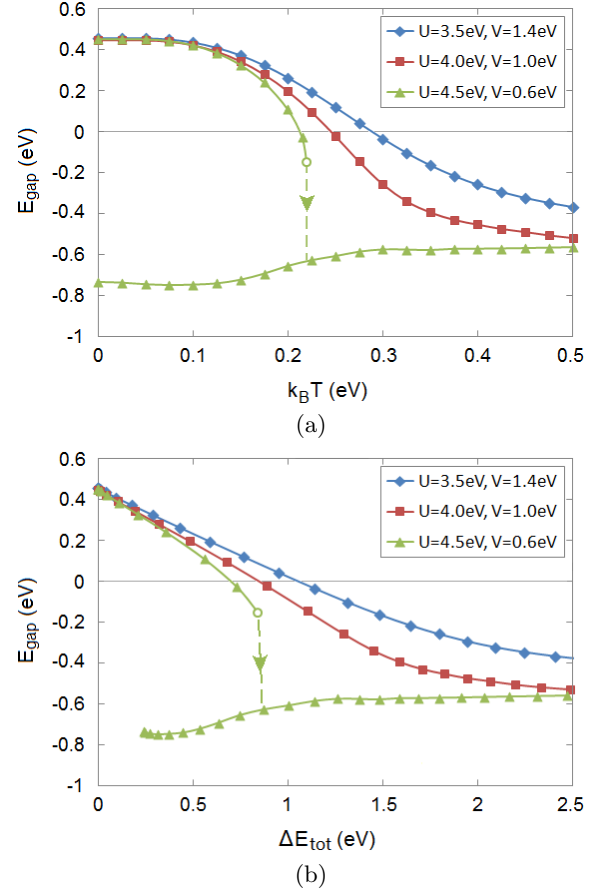 0.6
0.4
0.2
0
-0.2
-0.4
-0.6
-0.8
-1
E_gap (eV)
U=3.5eV, V=1.4eV
U=4.0eV, V=1.0eV
U=4.5eV, V=0.6eV
0 0.1 0.2 0.3 0.4 0.5
k_B T (eV)
(a)
0.6
0.4
0.2
0
-0.2
-0.4
-0.6
-0.8
-1
E_gap (eV)
U=3.5eV, V=1.4eV
U=4.0eV, V=1.0eV
U=4.5eV, V=0.6eV
0 0.5 1 1.5 2 2.5
ΔE_tot (eV)
(b)